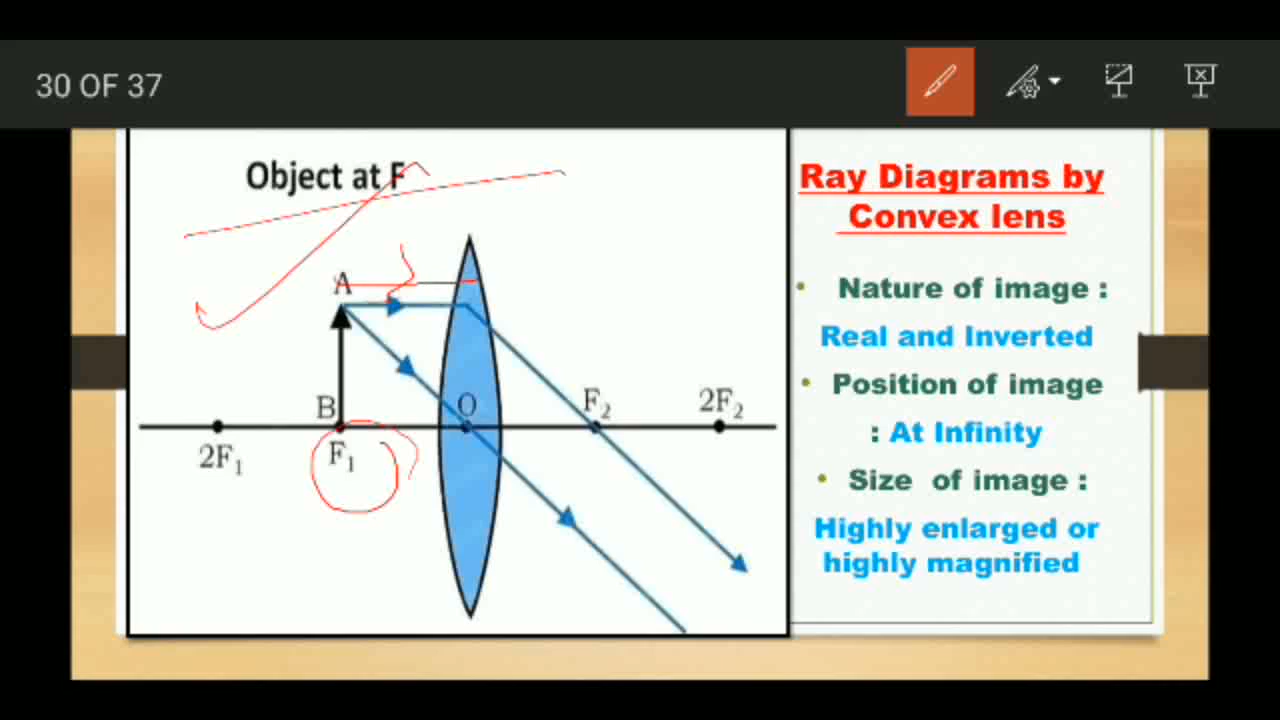 30 OF 37
Object at F
Ray Diagrams by
Convex lens
• Nature of image :
Real and Inverted
• Position of image
: At Infinity
• Size of image :
Highly enlarged or
highly magnified
A
B
O
F₂
2F₂
2F₁
F₁